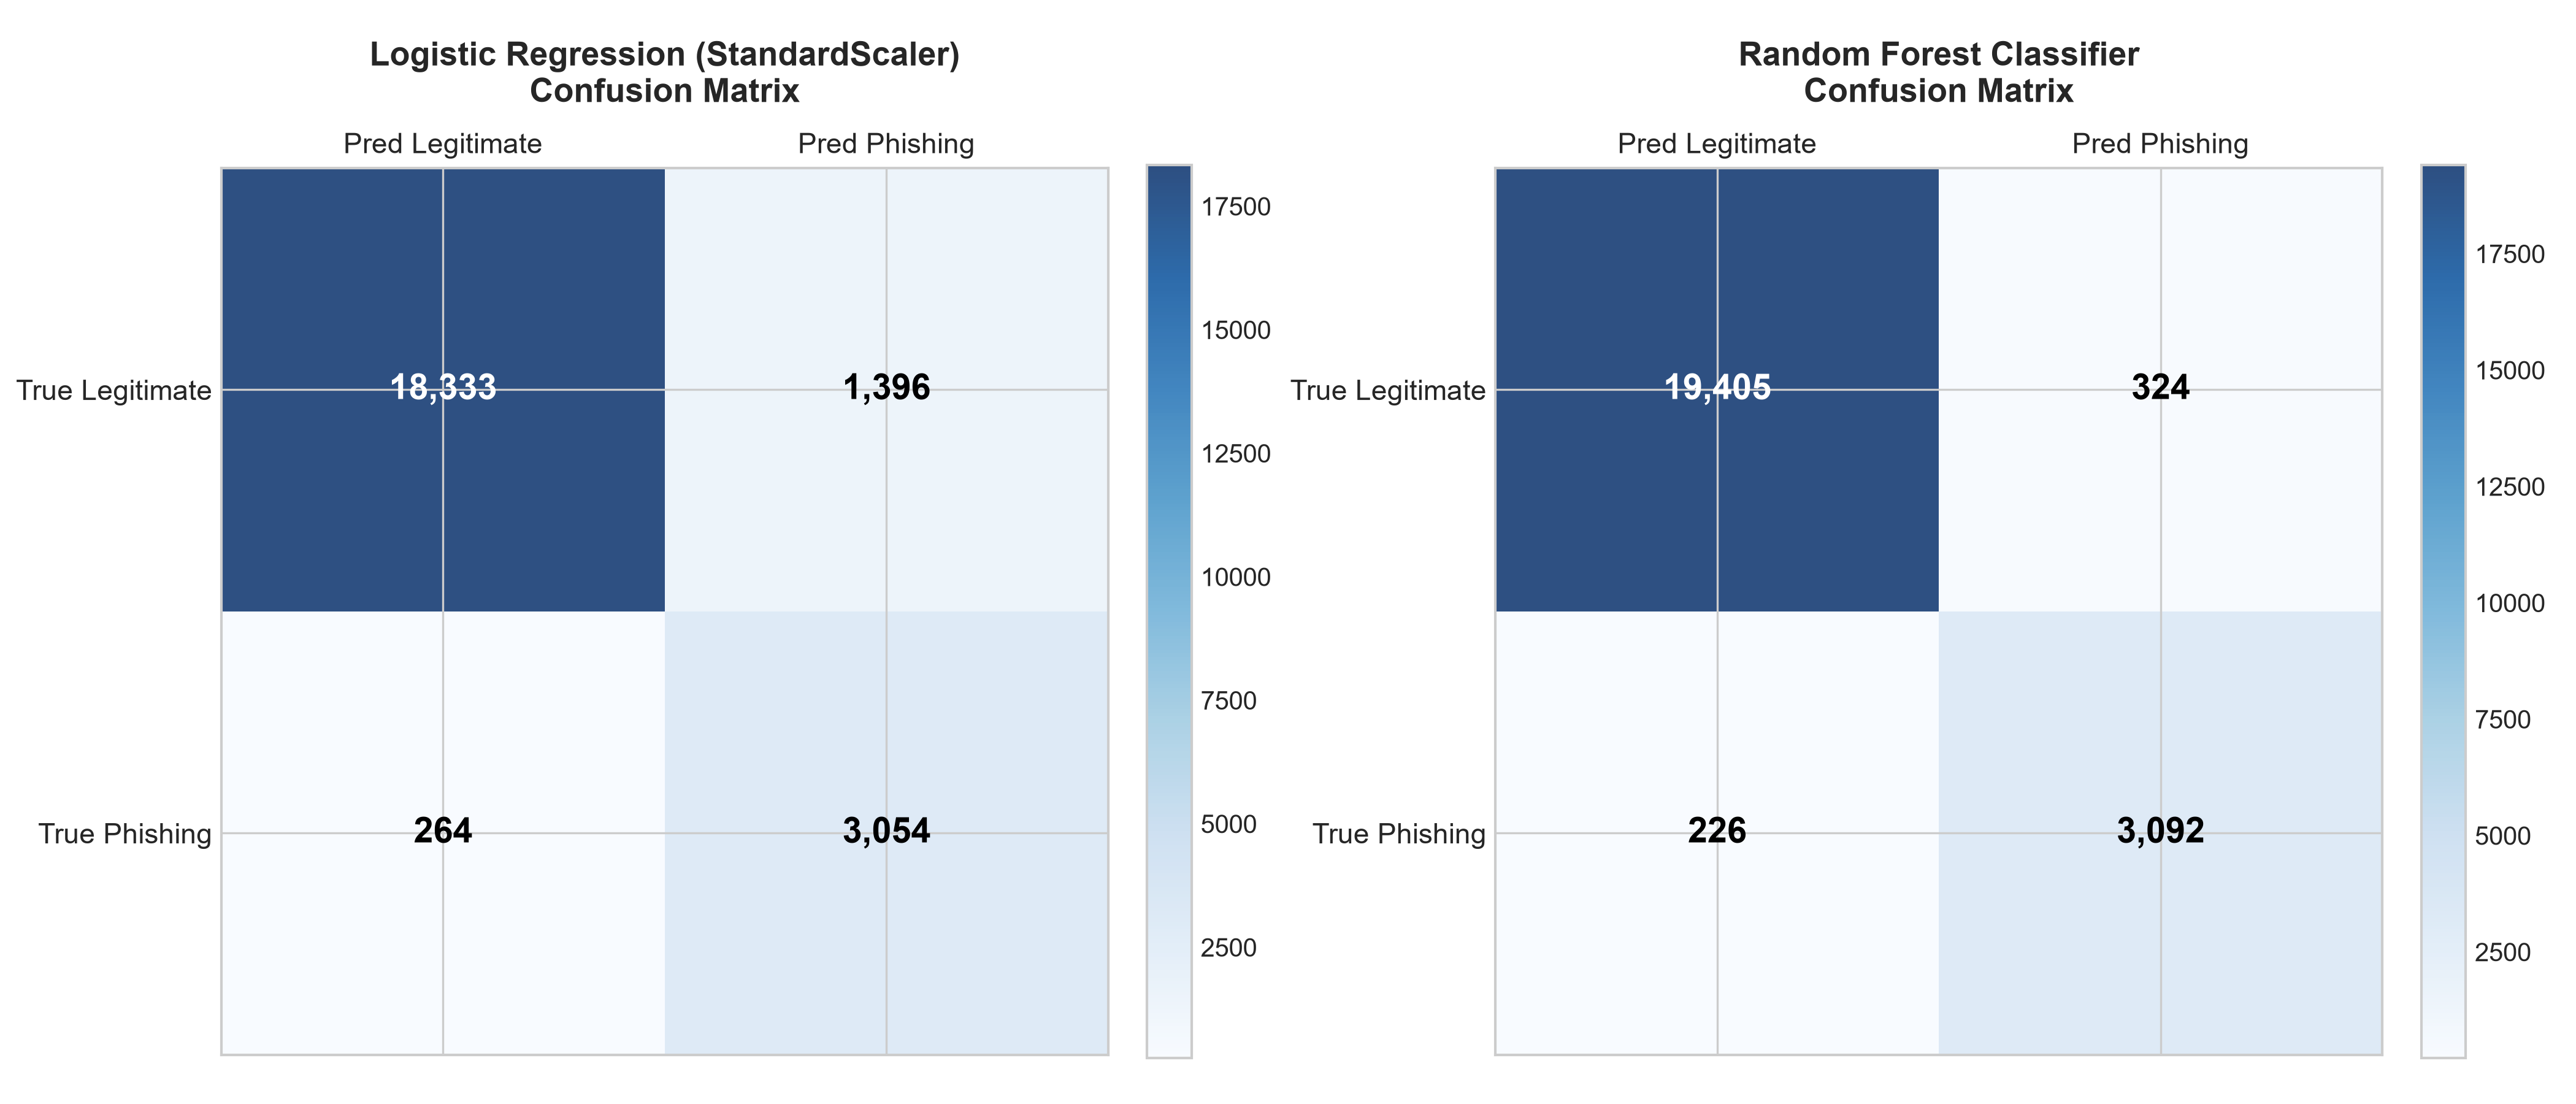 Logistic Regression (StandardScaler)
Confusion Matrix
Pred Legitimate Pred Phishing
True Legitimate 18,333 1,396
True Phishing 264 3,054
17500
15000
12500
10000
7500
5000
2500
Random Forest Classifier
Confusion Matrix
Pred Legitimate Pred Phishing
True Legitimate 19,405 324
True Phishing 226 3,092
17500
15000
12500
10000
7500
5000
2500